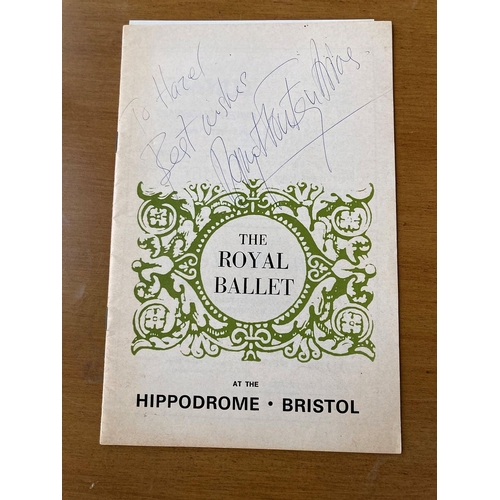 To Hazel
Best wishes
THE
ROYAL
BALLET
AT THE
HIPPODROME • BRISTOL